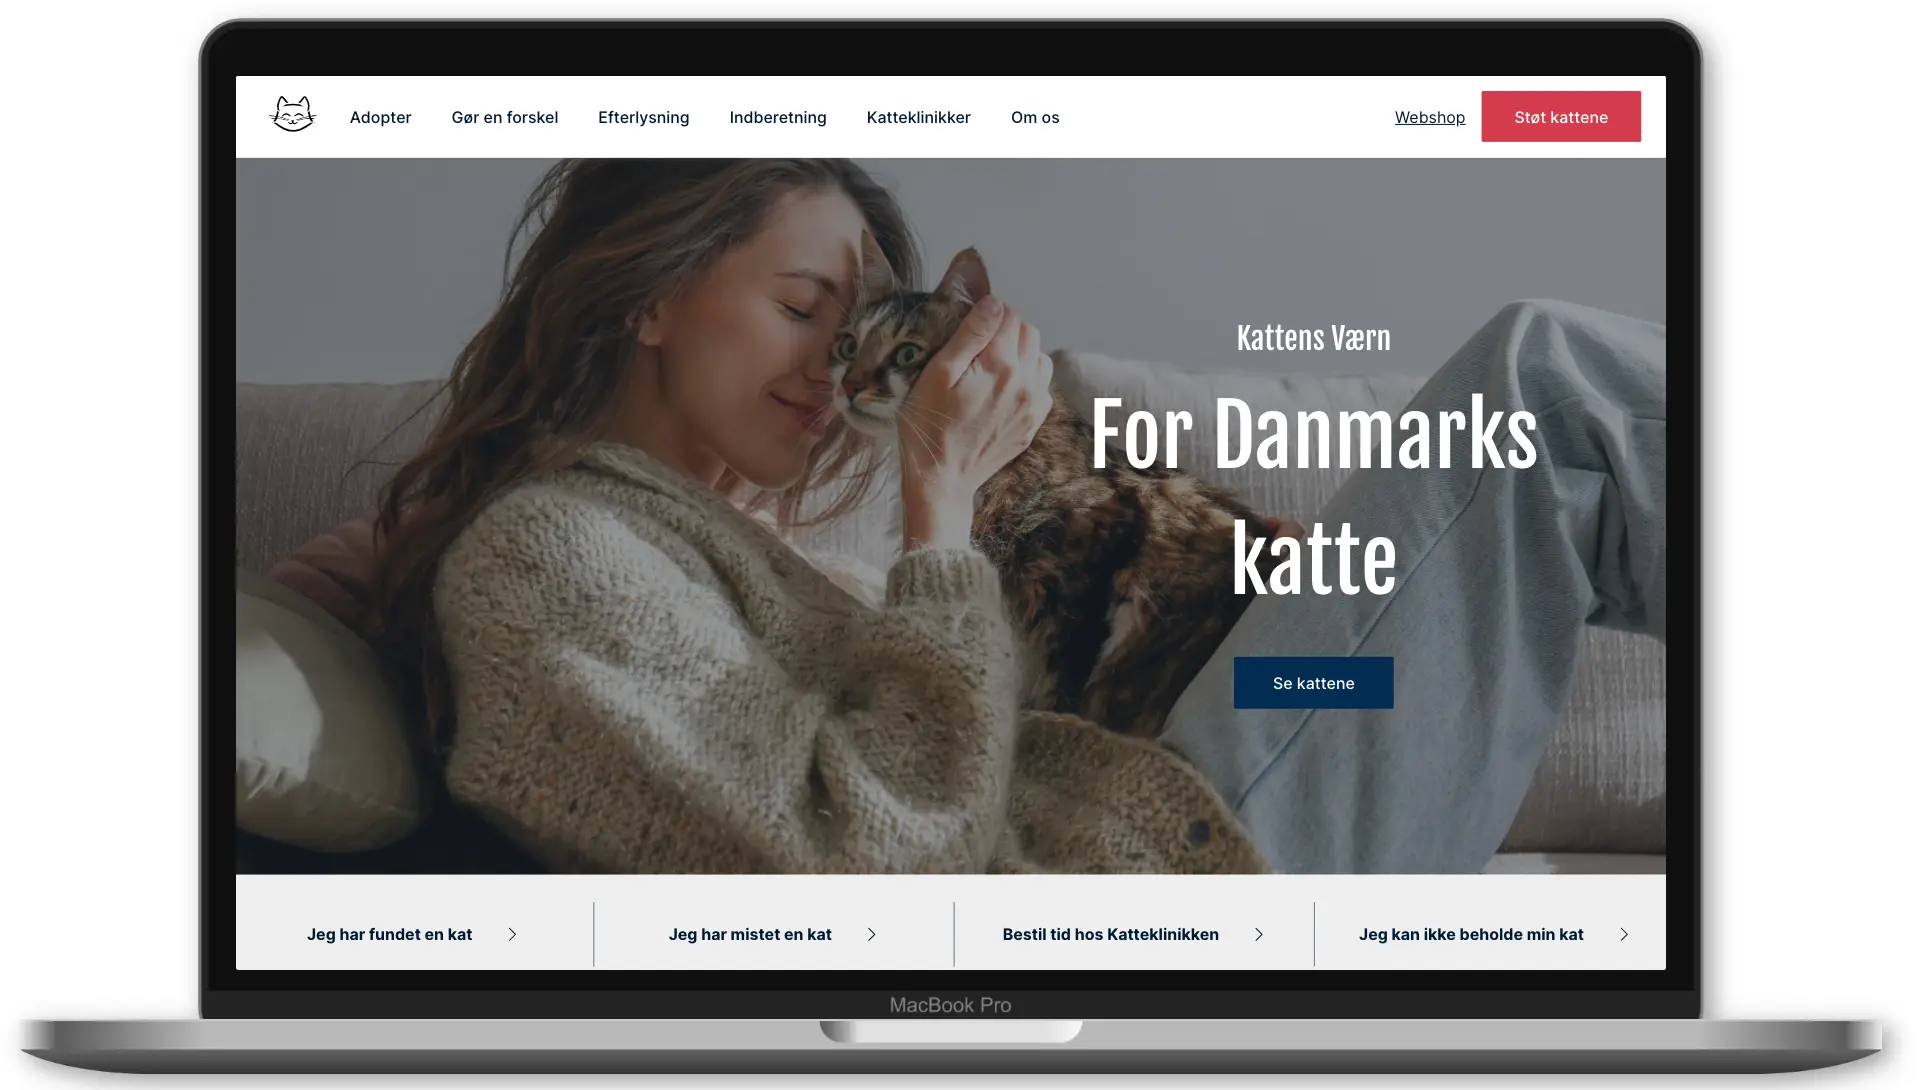 Adopter
Gør en forskel
Efterlysning
Indberetning
Katteklinikker
Om os
Webshop
Støt kattene
Kattens Værn
For Danmarks
katte
Se kattene
Jeg har fundet en kat
Jeg har mistet en kat
Bestil tid hos Katteklinikken
Jeg kan ikke beholde min kat
MacBook Pro